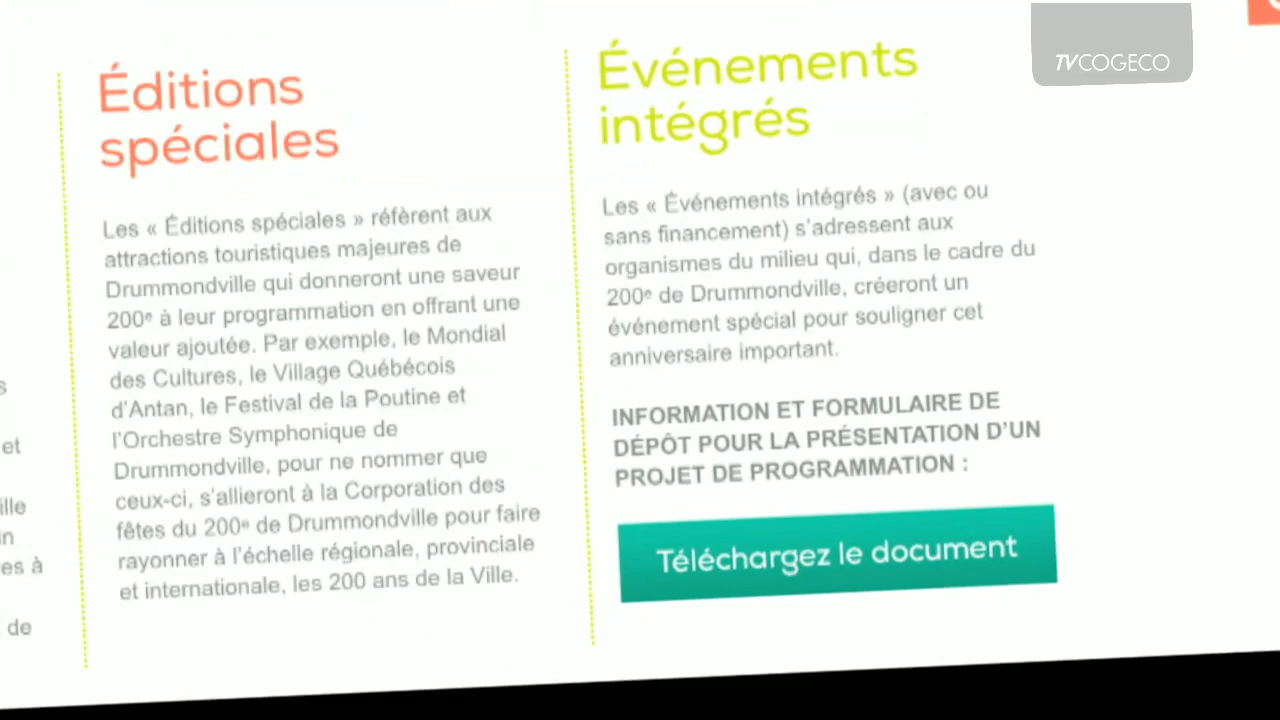 TVCOGECO
s
et
ille
in
es à
de
Éditions
spéciales
Les « Éditions spéciales » réfèrent aux
attractions touristiques majeures de
Drummondville qui donneront une saveur
200e à leur programmation en offrant une
valeur ajoutée. Par exemple, le Mondial
des Cultures, le Village Québécois
d'Antan, le Festival de la Poutine et
l'Orchestre Symphonique de
Drummondville, pour ne nommer que
ceux-ci, s'allieront à la Corporation des
fêtes du 200e de Drummondville pour faire
rayonner à l'échelle régionale, provinciale
et internationale, les 200 ans de la Ville.
Événements
intégrés
Les « Événements intégrés » (avec ou
sans financement) s'adressent aux
organismes du milieu qui, dans le cadre du
200e de Drummondville, créeront un
événement spécial pour souligner cet
anniversaire important.
INFORMATION ET FORMULAIRE DE
DÉPÔT POUR LA PRÉSENTATION D'UN
PROJET DE PROGRAMMATION :
Téléchargez le document